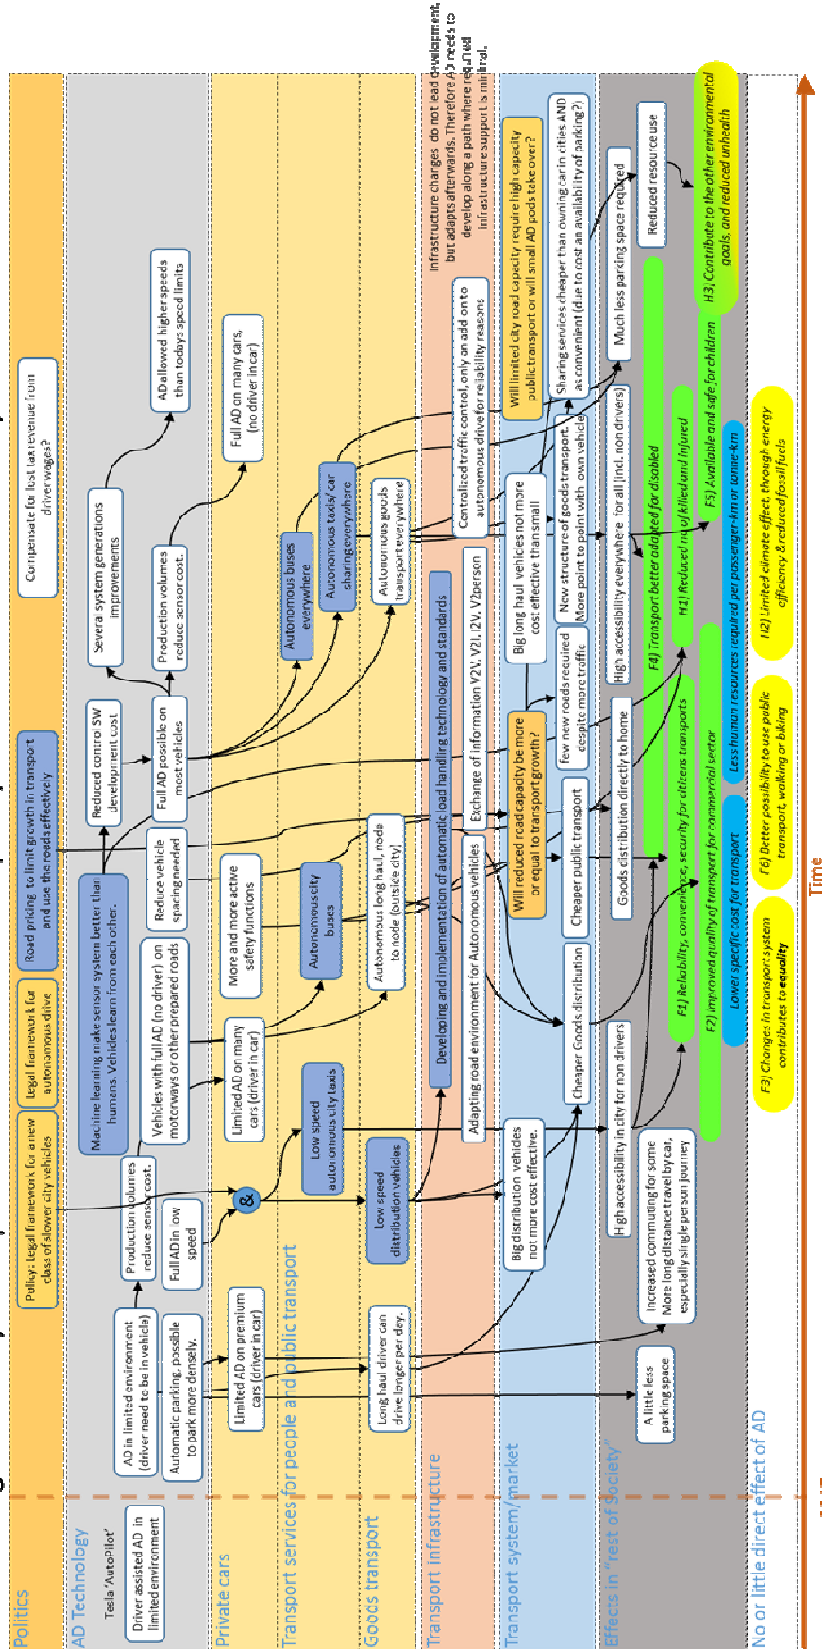 Politics
Policy: legal framework for a new
class of slower city vehicles
Legal framework for
autonomous drive
Road pricing to limit growth in transport
and use the roads effectively
Compensate for lost tax revenue from
driver wages?
AD Technology
Tesla ‘AutoPilot’
Driver assisted AD in
limited environment
AD in limited environment
(driver need to be in vehicle)
Automatic parking, possible
to park more densely.
Production volumes
reduce sensor cost.
Full AD in low
speed
Machine learning make sensor system better than
humans. Vehicles learn from each other.
Vehicles with full AD (no driver) on
motorways or other prepared roads
Reduce vehicle
spacing needed
Reduced control SW
development cost
Full AD possible on
most vehicles
Several system generations
improvements
Production volumes
reduce sensor cost.
AD allowed higher speeds
than todays speed limits
Private cars
Limited AD on premium
cars (driver in car)
&
Limited AD on many
cars (driver in car)
More and more active
safety functions
Full AD on many cars,
(no driver in car)
Transport services for people and public transport
Low speed
autonomous city taxis
Autonomous city
buses
Autonomous buses
everywhere
Autonomous taxis/ car
sharing everywhere
Goods transport
Long haul driver can
drive longer per day.
Low speed
distribution vehicles
Autonomous long haul, node
to node (outside city)
Autonomous goods
transport everywhere
Transport infrastructure
Developing and implementation of automatic road handling technology and standards
Adapting road environment for Autonomous vehicles
Exchange of information V2V, V2I, I2V, V2person
Centralized traffic control, only on add on to
autonomous drive for reliability reasons
Infrastructure changes do not lead development,
but adapts afterwards. Therefore AD needs to
develop along a path where required
infrastructure support is minimal.
Transport system/market
Big distribution vehicles
not more cost effective.
Cheaper Goods distribution
Will reduced road capacity be more
or equal to transport growth?
Cheaper public transport
few new roads required
despite more traffic
Big long haul vehicles not more
cost effective than small
New structure of goods transport.
More point to point with own vehicle
Will limited city road capacity require high capacity
public transport or will small AD pods take over?
Sharing services cheaper than owning car in cities AND
as convenient (due to cost an availability of parking?)
Effects in “rest of Society”
A little less
parking space
High accessibility in city for non drivers
Increased commuting for some
More long distance travel by car,
especially single person journey
Goods distribution directly to home
High accessibility everywhere for all (incl. non drivers)
Much less parking space required
Reduced resource use
F4) Transport better adapted for disabled
F1) Reliability, convenience, security for citizens transports
H1) Reduced no of killed and injured
F2) improved quality of transport for commercial sector
F5) Available and safe for children
H3) Contribute to the other environmental
goals, and reduced unhealth
Lower specific cost for transport
Less human resources required per passenger-km or tonne-km
No or little direct effect of AD
F3) Changes in transport system
contributes to equality
F6) Better possibility to use public
transport, walking or biking
H2) Limited climate effect, through energy
efficiency & reduced fossil fuels
Time